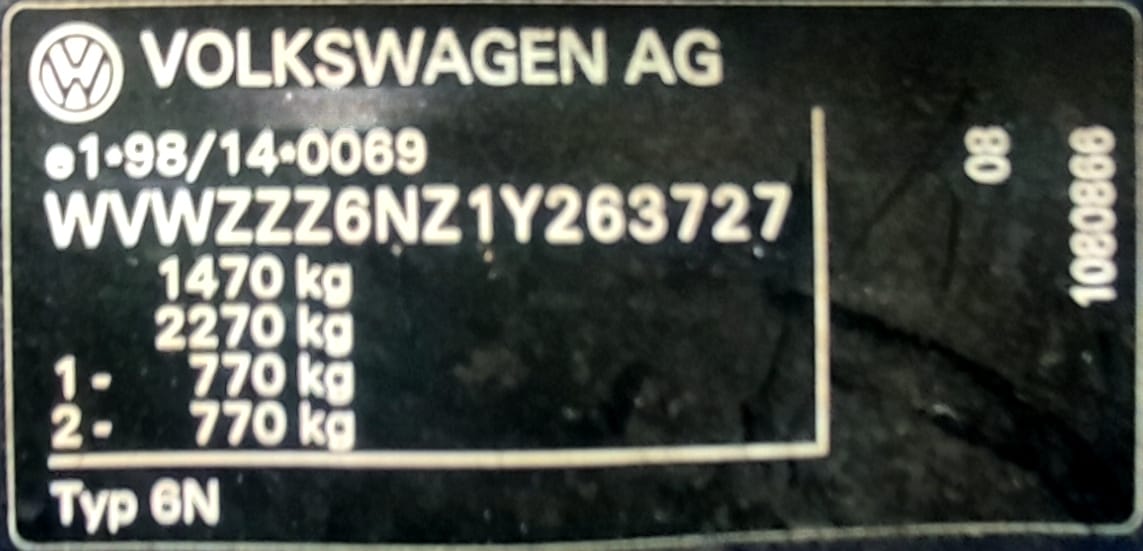 VOLKSWAGEN AG
e1*98/14*0069
WVWZZZ6NZ1Y263727
1470 kg
2270 kg
1- 770 kg
2- 770 kg
Typ 6N
08
1080866